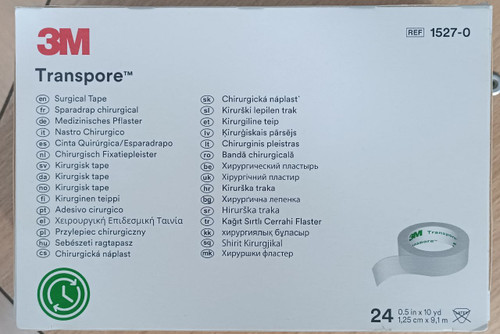 3M
REF 1527-0
Transpore™
en Surgical Tape
fr Sparadrap chirurgical
de Medizinisches Pflaster
it Nastro Chirurgico
es Cinta Quirúrgica/Esparadrapo
nl Chirurgisch Fixatiepleister
sv Kirurgisk tape
da Kirurgisk tape
no Kirurgisk tape
fi Kirurginen teippi
pt Adesivo cirurgico
el Χειρουργική Επιδεσμική Ταινία
pl Przylepiec chirurgiczny
hu Sebészeti ragtapasz
cs Chirurgická náplast
sk Chirurgická náplasť
sl Kirurški lepilen trak
et Kirurgiline teip
lv Ķirurģiskais pārsējs
lt Chirurginis pleistras
ro Bandă chirurgicală
Хирургический пластырь
uk Хірургічний пластир
hr Kirurška traka
bg Хирургична лепенка
sr Hirurška traka
tr Kağıt Sırtlı Cerrahi Flaster
kk хирургиялық бұласыр
sq Shirit Kirurgjikal
mk Хируршки фластер
3M Transpore™
24 0.5 in x 10 yd
1,25 cm x 9,1 m
LATEX